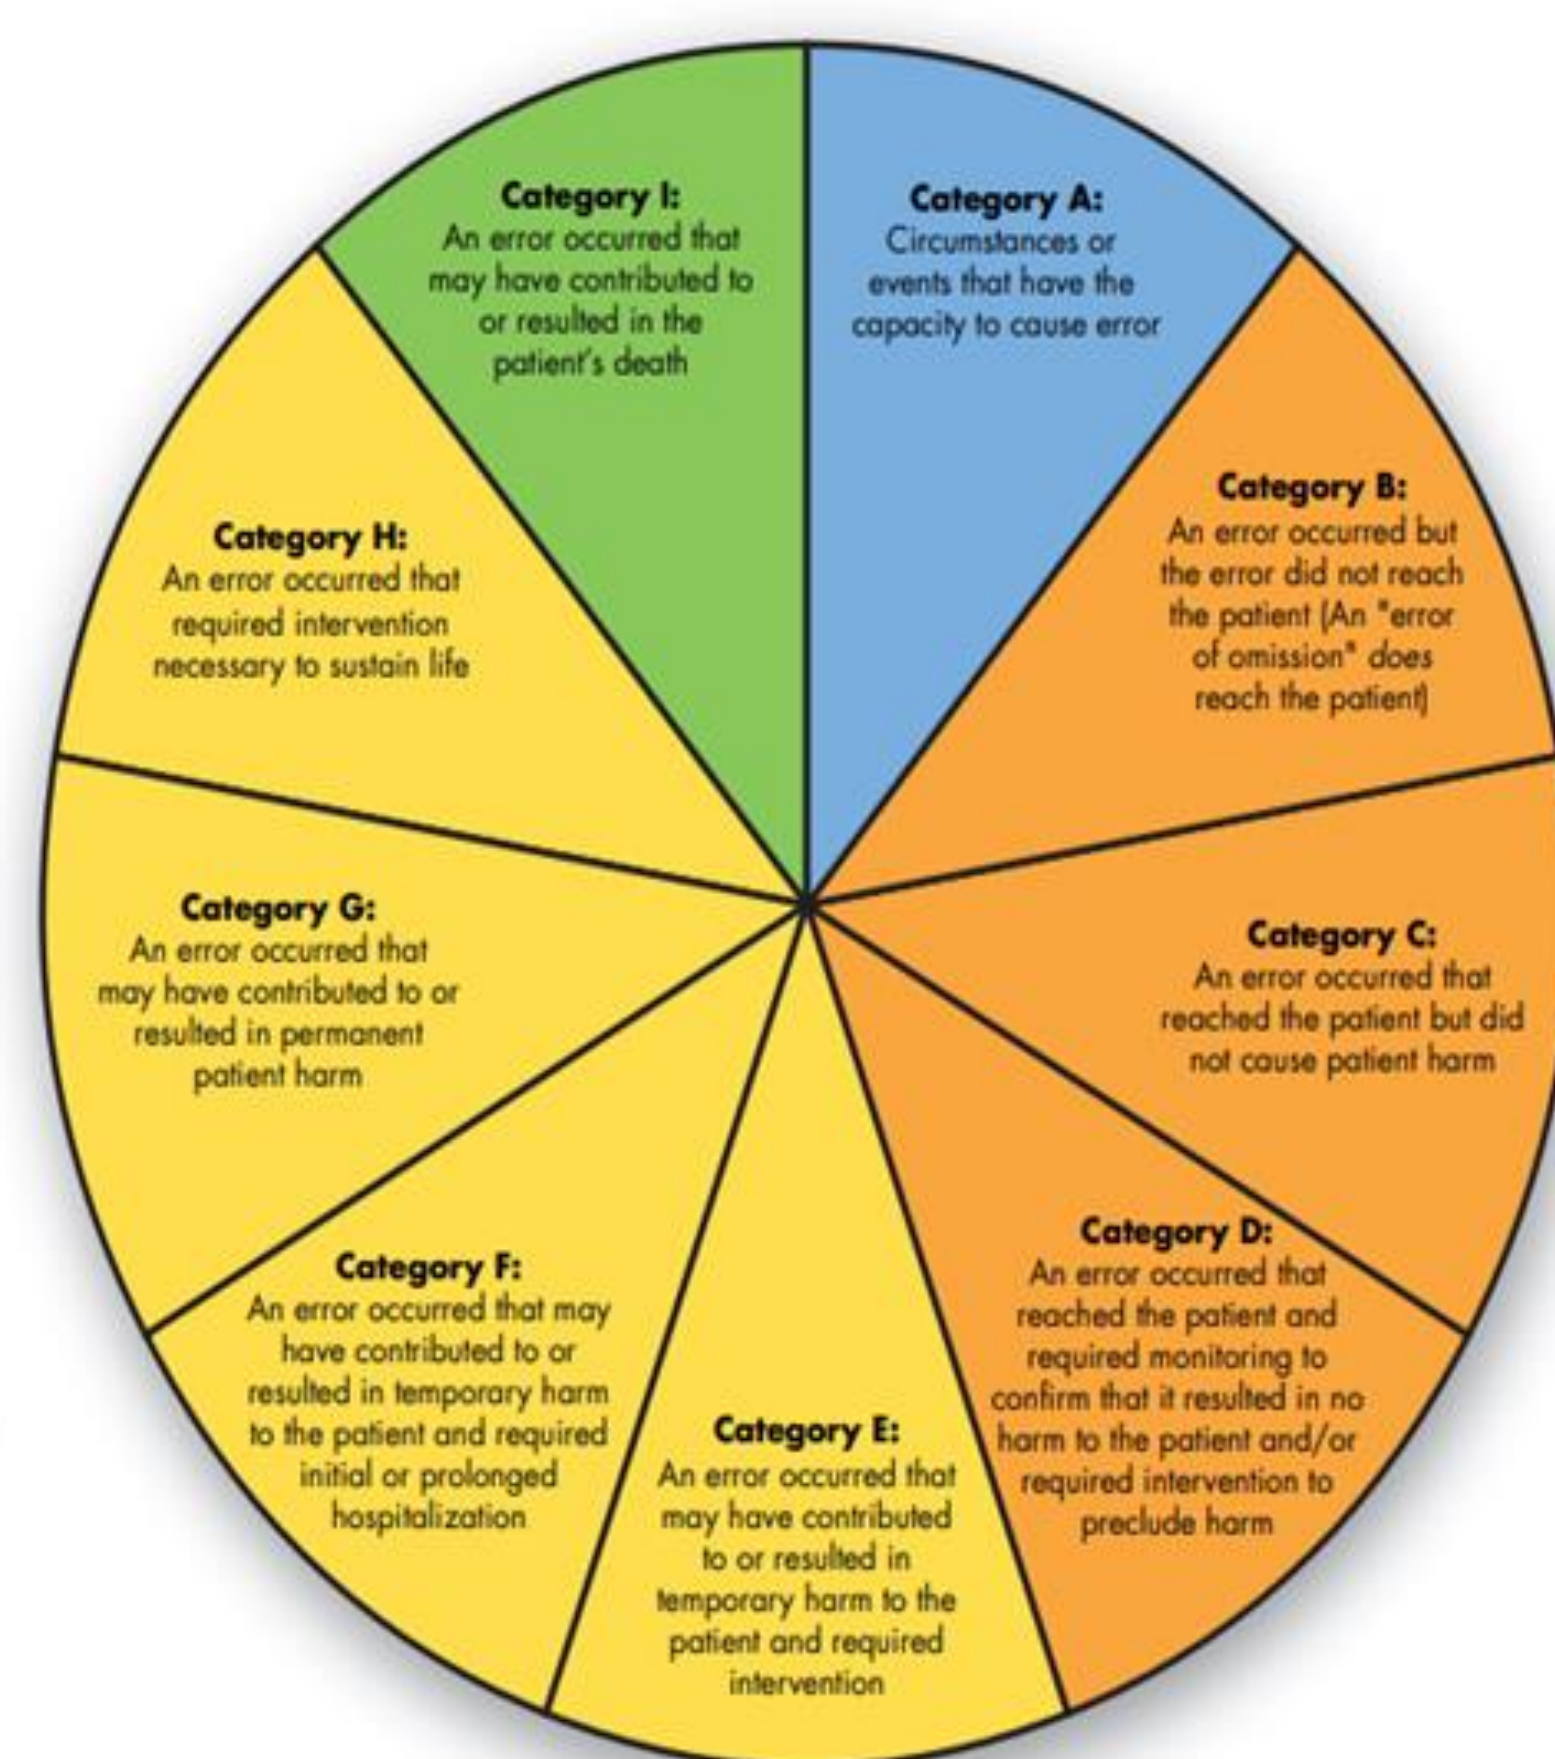 Category I:
An error occurred that
may have contributed to
or resulted in the
patient's death
Category A:
Circumstances or
events that have the
capacity to cause error
Category B:
An error occurred but
the error did not reach
the patient (An "error
of omission" does
reach the patient)
Category C:
An error occurred that
reached the patient but did
not cause patient harm
Category D:
An error occurred that
reached the patient and
required monitoring to
confirm that it resulted in no
harm to the patient and/or
required intervention to
preclude harm
Category E:
An error occurred that
may have contributed
to or resulted in
temporary harm to the
patient and required
intervention
Category F:
An error occurred that may
have contributed to or
resulted in temporary harm
to the patient and required
initial or prolonged
hospitalization
Category G:
An error occurred that
may have contributed to or
resulted in permanent
patient harm
Category H:
An error occurred that
required intervention
necessary to sustain life